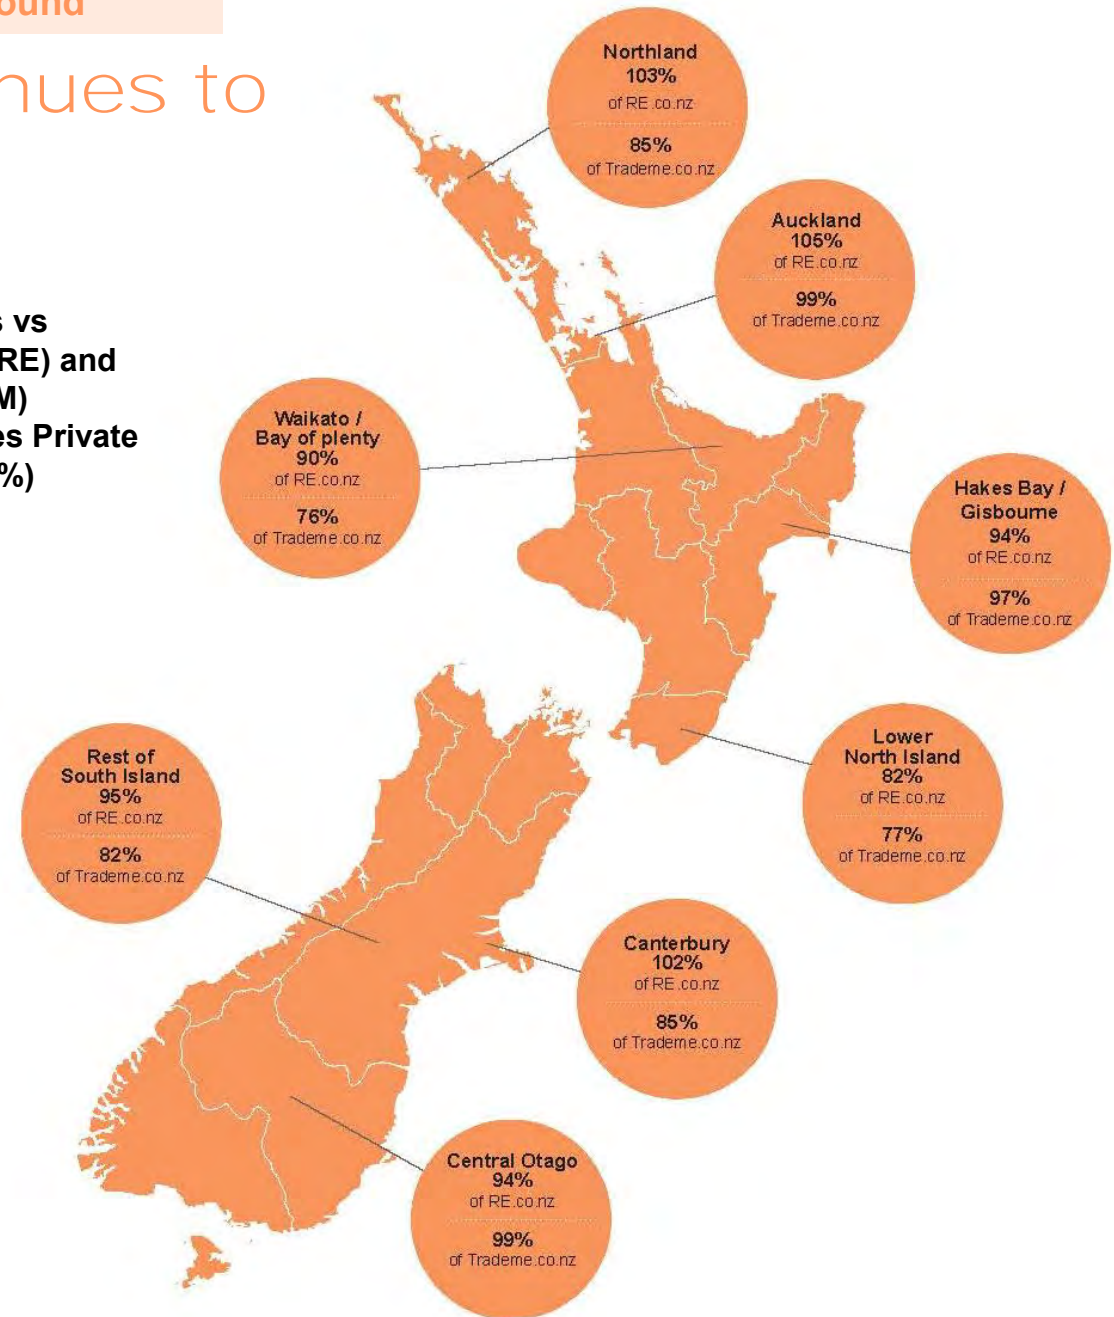 ound
nues to
s vs
RE) and
M)
es Private
%)
Northland
103%
of RE.co.nz
85%
of Trademe.co.nz
Auckland
105%
of RE.co.nz
99%
of Trademe.co.nz
Waikato /
Bay of plenty
90%
of RE.co.nz
76%
of Trademe.co.nz
Hakes Bay /
Gisbourne
94%
of RE.co.nz
97%
of Trademe.co.nz
Lower
North Island
82%
of RE.co.nz
77%
of Trademe.co.nz
Rest of
South Island
95%
of RE.co.nz
82%
of Trademe.co.nz
Canterbury
102%
of RE.co.nz
85%
of Trademe.co.nz
Central Otago
94%
of RE.co.nz
99%
of Trademe.co.nz